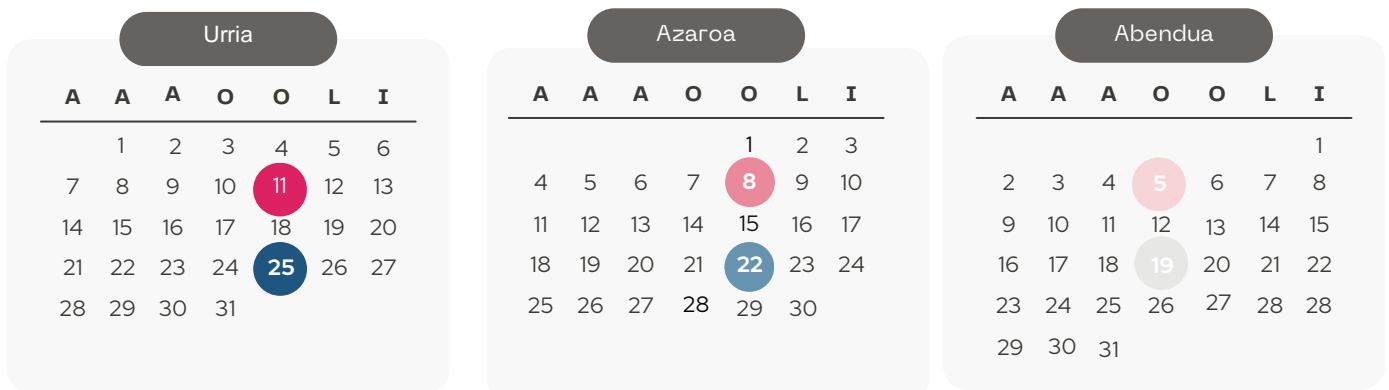 Urria
A A A O O L I
1 2 3 4 5 6
7 8 9 10 11 12 13
14 15 16 17 18 19 20
21 22 23 24 25 26 27
28 29 30 31
Azaroa
A A A O O L I
1 2 3
4 5 6 7 8 9 10
11 12 13 14 15 16 17
18 19 20 21 22 23 24
25 26 27 28 29 30
Abendua
A A A O O L I
1
2 3 4 5 6 7 8
9 10 11 12 13 14 15
16 17 18 19 20 21 22
23 24 25 26 27 28 28
29 30 31